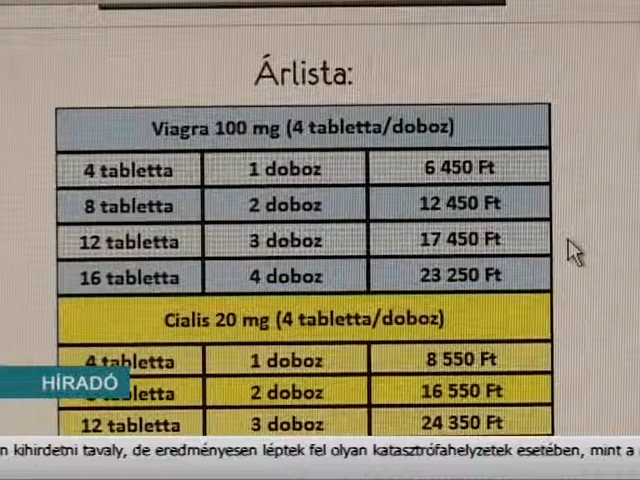 Árlista:
Viagra 100 mg (4 tabletta/doboz)
4 tabletta 1 doboz 6 450 Ft
8 tabletta 2 doboz 12 450 Ft
12 tabletta 3 doboz 17 450 Ft
16 tabletta 4 doboz 23 250 Ft
Cialis 20 mg (4 tabletta/doboz)
4 tabletta 1 doboz 8 550 Ft
HÍRADÓ
2 doboz 16 550 Ft
12 tabletta 3 doboz 24 350 Ft
kihirdetni tavaly, de eredményesen léptek fel olyan katasztrófahelyzetek esetében, mint a